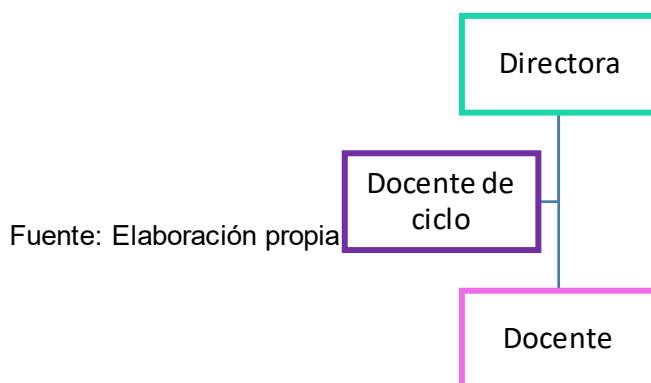 Directora
Docente de
ciclo
Fuente: Elaboración propia
Docente